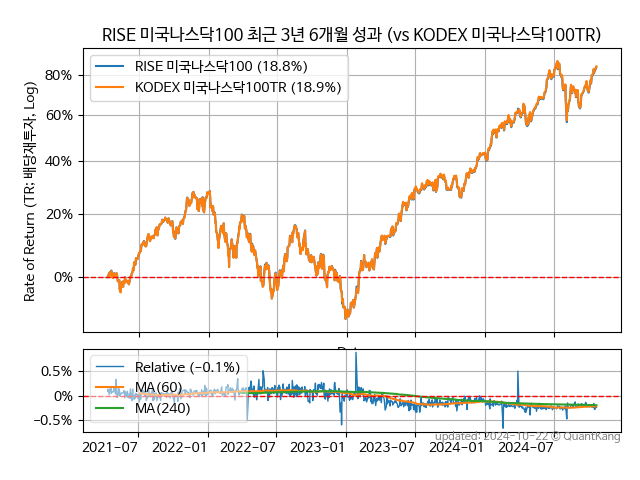 RISE 미국나스닥100 최근 3년 6개월 성과 (vs KODEX 미국나스닥100TR)
Rate of Return (TR: 배당재투자, Log)
RISE 미국나스닥100 (18.8%)
KODEX 미국나스닥100TR (18.9%)
80%
60%
40%
20%
0%
Relative (−0.1%)
MA(60)
MA(240)
0.5%
0.0%
−0.5%
2021-07 2022-01 2022-07 2023-01 2023-07 2024-01 2024-07
updated: 2024-10-22 © QuantKang